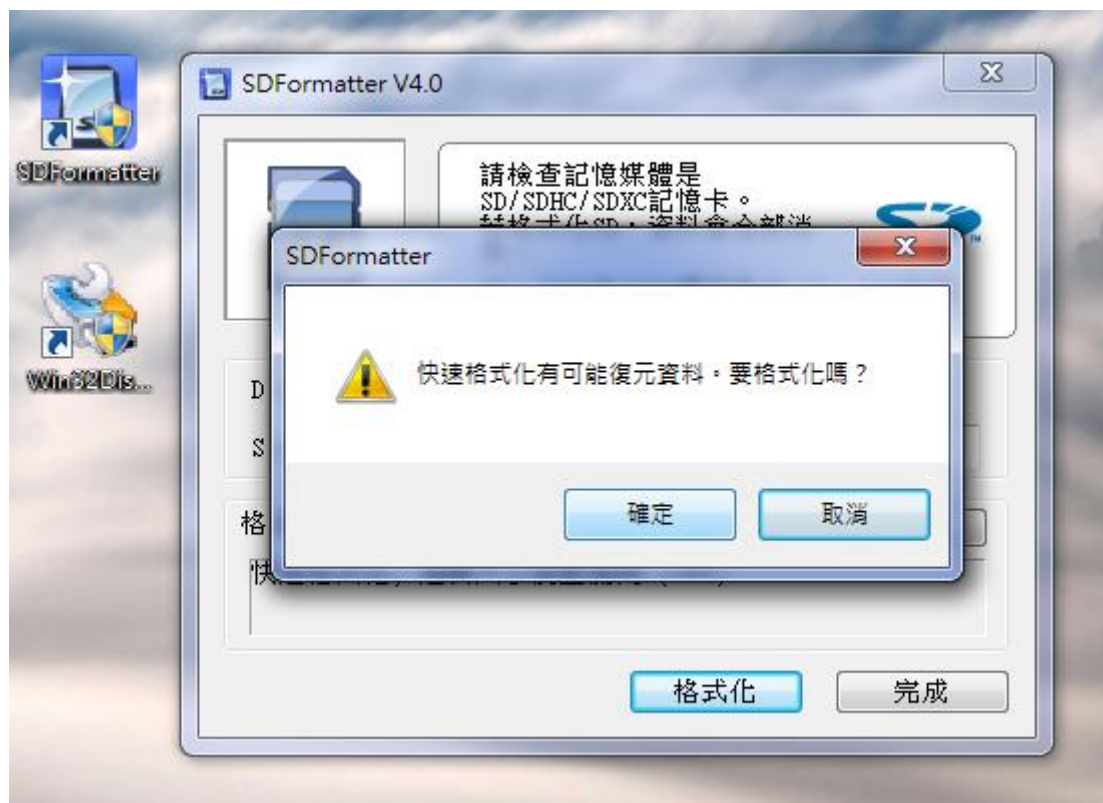 SDFormatter V4.0
SDFormatter
請檢查記憶媒體是
SD/SDHC/SDXC記憶卡。
SDFormatter
快速格式化有可能復元資料。要格式化嗎？
Win32Dis...
D
S
確定
取消
格
快
格式化
完成